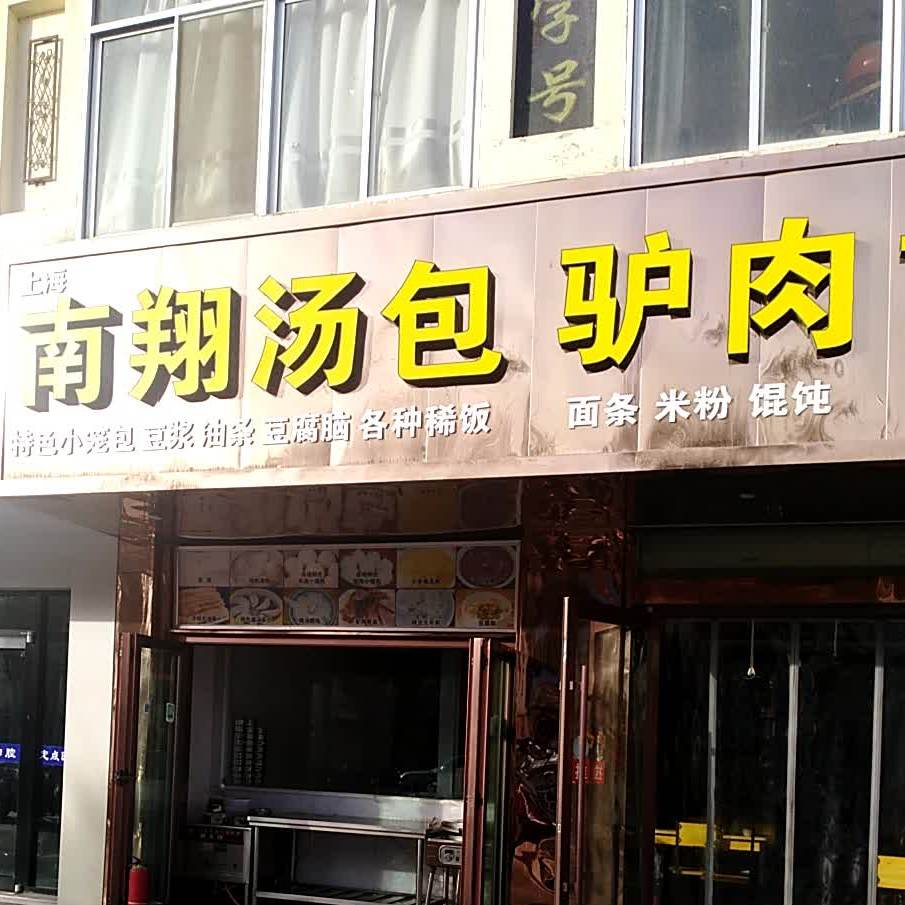 字号
上海
南翔汤包 驴肉
特色小笼包 豆浆 油条 豆腐脑 各种稀饭
面条 米粉 馄饨